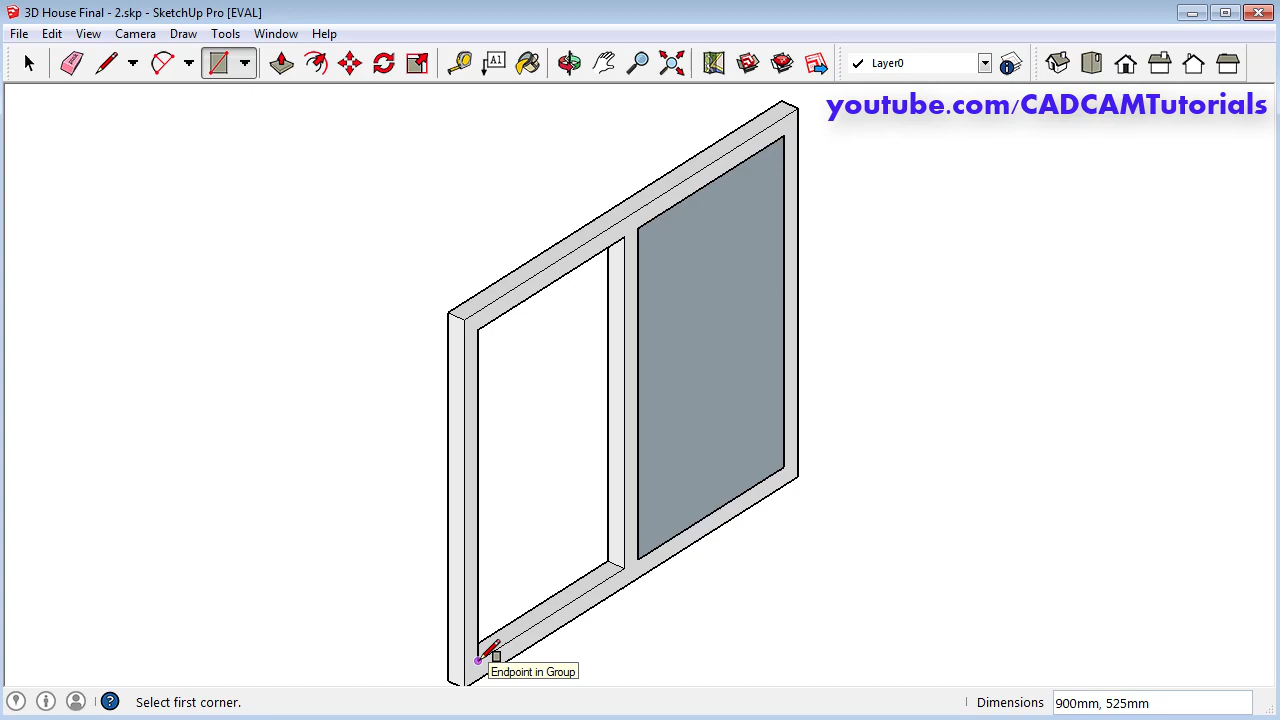 3D House Final - 2.skp - SketchUp Pro [EVAL]
File Edit View Camera Draw Tools Window Help
A1
Layer0
youtube.com/CADCAMTutorials
Endpoint in Group
Select first corner.
Dimensions 900mm, 525mm